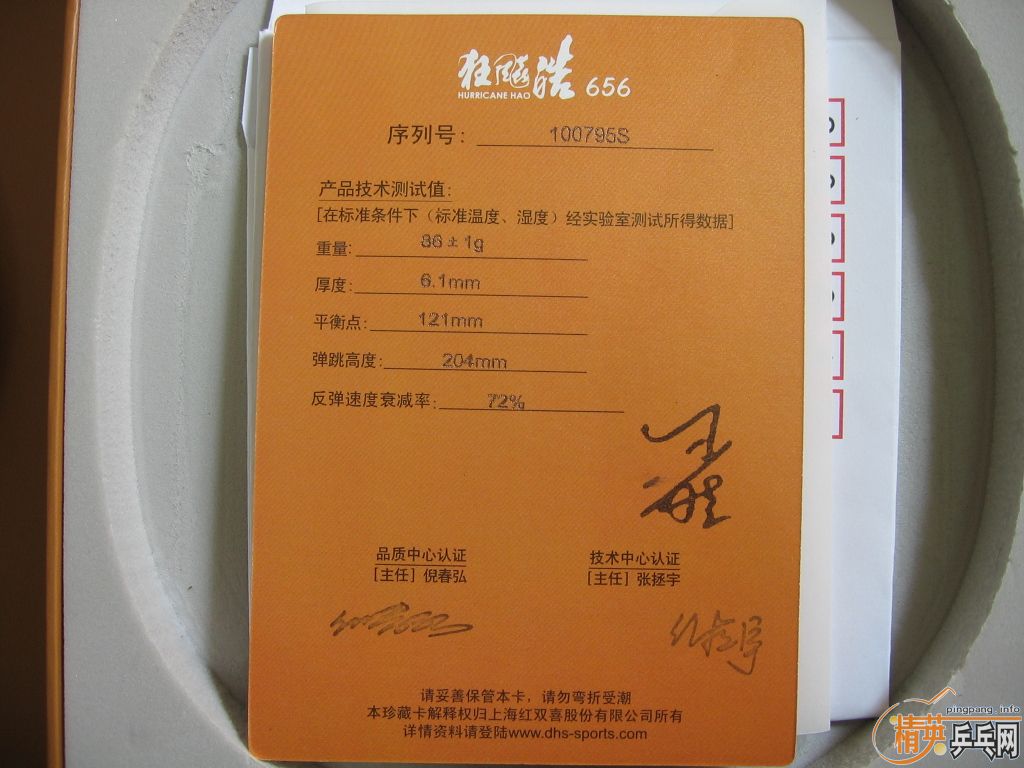 狂飚皓 656
HURRICANE HAO
序列号: 100795S
产品技术测试值:
[在标准条件下（标准温度、湿度）经实验室测试所得数据]
重量: 86±1g
厚度: 6.1mm
平衡点: 121mm
弹跳高度: 204mm
反弹速度衰减率: 72%
品质中心认证
[主任] 倪春弘
技术中心认证
[主任] 张拯宇
请妥善保管本卡，请勿弯折受潮
本珍藏卡解释权归上海红双喜股份有限公司所有
详情资料请登陆www.dhs-sports.com
pingpang.info
精英乒乓网